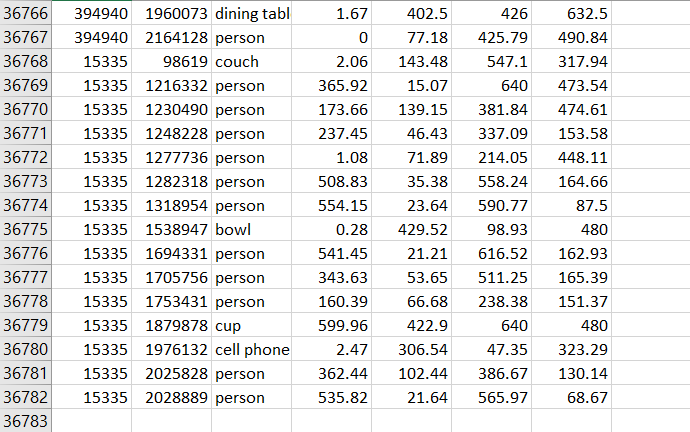 36766 394940 1960073 dining tabl 1.67 402.5 426 632.5
36767 394940 2164128 person 0 77.18 425.79 490.84
36768 15335 98619 couch 2.06 143.48 547.1 317.94
36769 15335 1216332 person 365.92 15.07 640 473.54
36770 15335 1230490 person 173.66 139.15 381.84 474.61
36771 15335 1248228 person 237.45 46.43 337.09 153.58
36772 15335 1277736 person 1.08 71.89 214.05 448.11
36773 15335 1282318 person 508.83 35.38 558.24 164.66
36774 15335 1318954 person 554.15 23.64 590.77 87.5
36775 15335 1538947 bowl 0.28 429.52 98.93 480
36776 15335 1694331 person 541.45 21.21 616.52 162.93
36777 15335 1705756 person 343.63 53.65 511.25 165.39
36778 15335 1753431 person 160.39 66.68 238.38 151.37
36779 15335 1879878 cup 599.96 422.9 640 480
36780 15335 1976132 cell phone 2.47 306.54 47.35 323.29
36781 15335 2025828 person 362.44 102.44 386.67 130.14
36782 15335 2028889 person 535.82 21.64 565.97 68.67
36783